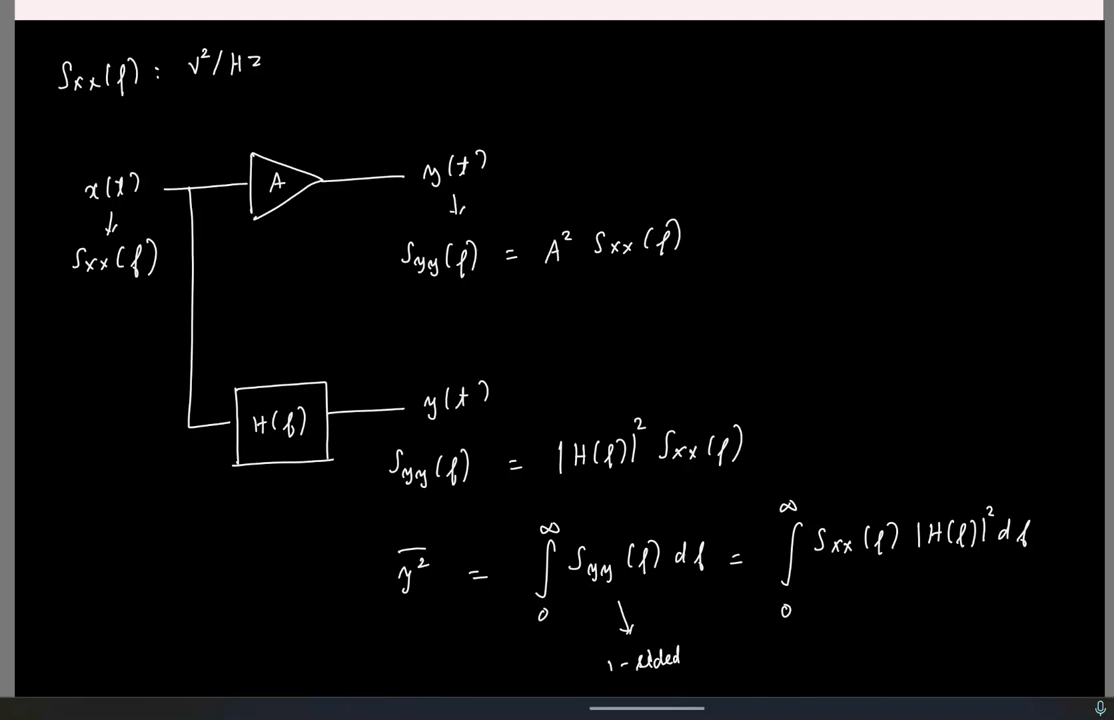 Sxx(f) : V²/Hz
x(t) A y(t)
↓ ↓
Sxx(f) Syy(f) = A² Sxx(f)
H(f) y(t)
Syy(f) = |H(f)|² Sxx(f)
y² = ∫₀^∞ Syy(f) df = ∫₀^∞ Sxx(f) |H(f)|² df
1-sided